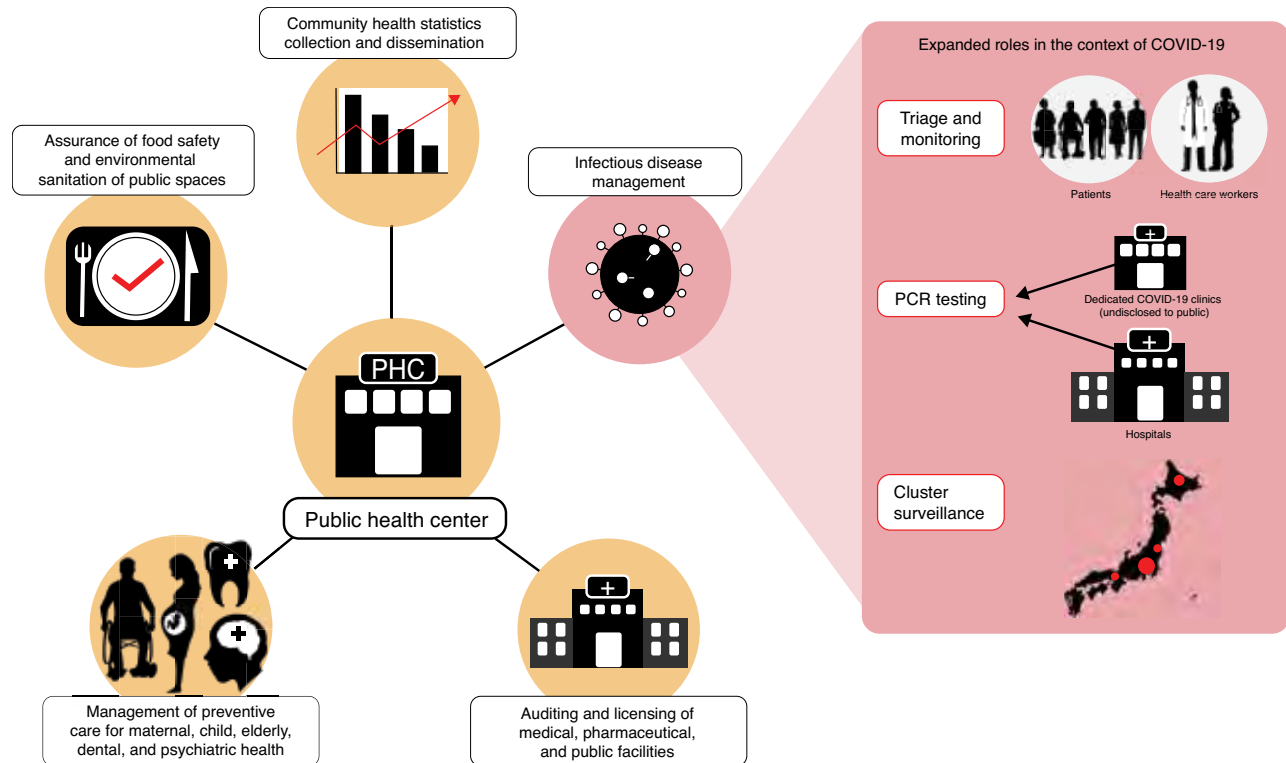 Community health statistics
collection and dissemination
Assurance of food safety
and environmental
sanitation of public spaces
Infectious disease
management
PHC
Public health center
Management of preventive
care for maternal, child, elderly,
dental, and psychiatric health
Auditing and licensing of
medical, pharmaceutical,
and public facilities
Expanded roles in the context of COVID-19
Triage and
monitoring
Patients
Health care workers
PCR testing
Dedicated COVID-19 clinics
(undisclosed to public)
Hospitals
Cluster
surveillance